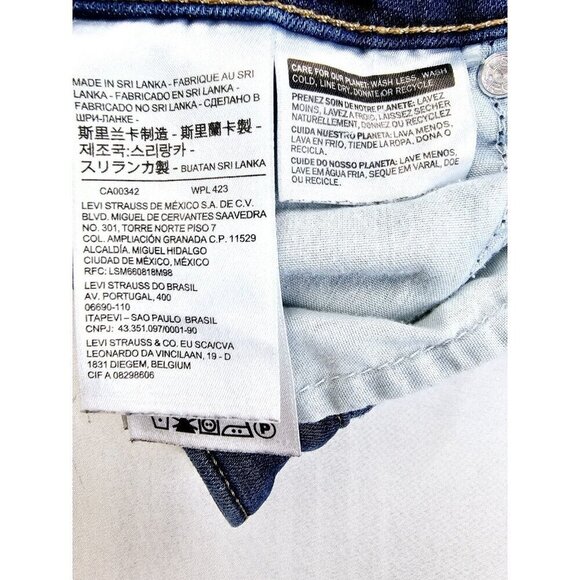 MADE IN SRI LANKA - FABRIQUE AU SRI
LANKA - FABRICADO EN SRI LANKA -
FABRICADO NO SRI LANKA - СДЕЛАНО В
ШРИ-ЛАНКЕ -
斯里兰卡制造 - 斯里蘭卡製 -
제조국:스리랑카 -
スリランカ製 - BUATAN SRI LANKA
CA00342 WPL 423
LEVI STRAUSS DE MÉXICO S.A. DE C.V.
BLVD. MIGUEL DE CERVANTES SAAVEDRA
NO. 301, TORRE NORTE PISO 7
COL. AMPLIACIÓN GRANADA C.P. 11529
ALCALDÍA. MIGUEL HIDALGO
CIUDAD DE MÉXICO, MÉXICO
RFC: LSM660818M98
LEVI STRAUSS DO BRASIL
AV. PORTUGAL, 400
06690-110
ITAPEVI – SAO PAULO BRASIL
CNPJ: 43.351.097/0001-90
LEVI STRAUSS & CO. EU SCA/CVA
LEONARDO DA VINCILAAN, 19 - D
1831 DIEGEM, BELGIUM
CIF A 08298606
CARE FOR OUR PLANET: WASH LESS, WASH
COLD, LINE DRY, DONATE OR RECYCLE.
PRENEZ SOIN DE NOTRE PLANETE: LAVEZ
MOINS, LAVEZ A FROID, LAISSEZ SECHER
NATURELLEMENT, DONNEZ OU RECYCLEZ
CUIDA NUESTRO PLANETA: LAVA MENOS,
LAVA EN FRIO, TIENDE LA ROPA, DONA O
RECICLA.
CUIDE DO NOSSO PLANETA: LAVE MENOS,
LAVE EM ÁGUA FRIA, SEQUE EM VARAL, DOE
OU RECICLE.
P